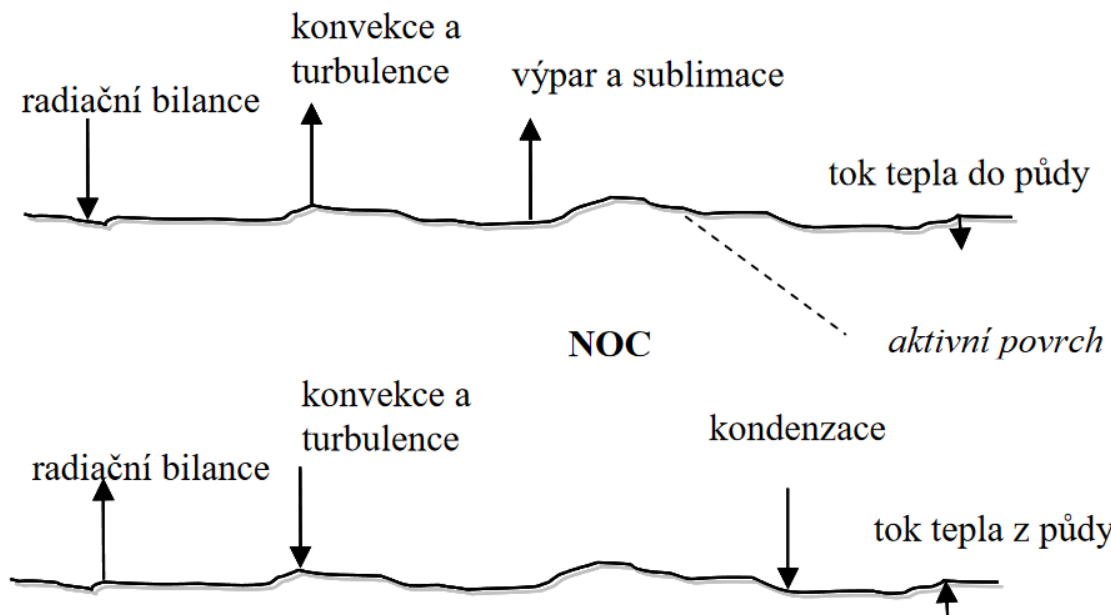 konvekce a
turbulence
výpar a sublimace
radiační bilance
tok tepla do půdy
NOC
aktivní povrch
konvekce a
turbulence
kondenzace
radiační bilance
tok tepla z půdy